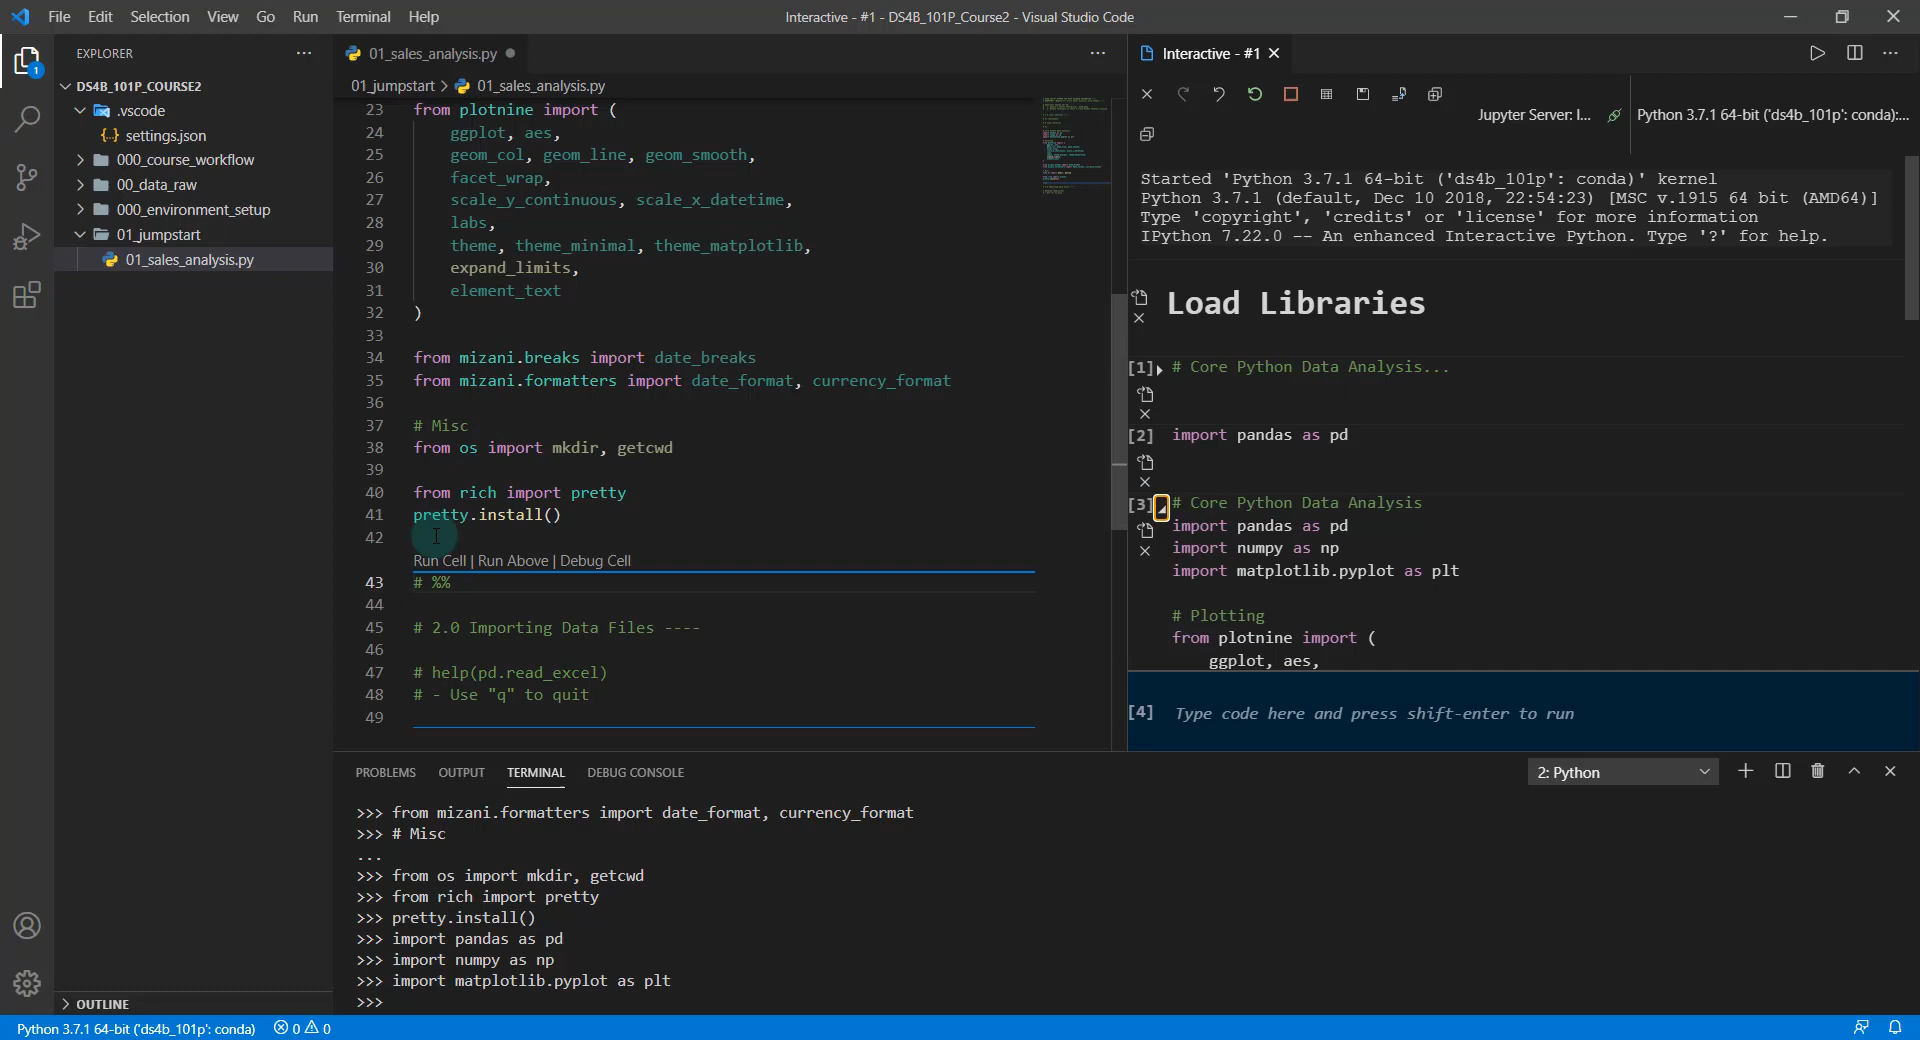 File Edit Selection View Go Run Terminal Help
Interactive - #1 - DS4B_101P_Course2 - Visual Studio Code
EXPLORER
DS4B_101P_COURSE2
.vscode
settings.json
000_course_workflow
00_data_raw
000_environment_setup
01_jumpstart
01_sales_analysis.py
OUTLINE
1
01_sales_analysis.py
01_jumpstart > 01_sales_analysis.py
23 from plotnine import (
24 ggplot, aes,
25 geom_col, geom_line, geom_smooth,
26 facet_wrap,
27 scale_y_continuous, scale_x_datetime,
28 labs,
29 theme, theme_minimal, theme_matplotlib,
30 expand_limits,
31 element_text
32 )
33
34 from mizani.breaks import date_breaks
35 from mizani.formatters import date_format, currency_format
36
37 # Misc
38 from os import mkdir, getcwd
39
40 from rich import pretty
41 pretty.install()
42
Run Cell | Run Above | Debug Cell
43 # %%
44
45 # 2.0 Importing Data Files ----
46
47 # help(pd.read_excel)
48 # - Use "q" to quit
49
Interactive - #1
Jupyter Server: l...
Python 3.7.1 64-bit ('ds4b_101p': conda):...
Started 'Python 3.7.1 64-bit ('ds4b_101p': conda)' kernel
Python 3.7.1 (default, Dec 10 2018, 22:54:23) [MSC v.1915 64 bit (AMD64)]
Type 'copyright', 'credits' or 'license' for more information
IPython 7.22.0 -- An enhanced Interactive Python. Type '?' for help.
Load Libraries
[1] # Core Python Data Analysis...
[2] import pandas as pd
[3] # Core Python Data Analysis
import pandas as pd
import numpy as np
import matplotlib.pyplot as plt
# Plotting
from plotnine import (
ggplot, aes,
[4] Type code here and press shift-enter to run
PROBLEMS OUTPUT TERMINAL DEBUG CONSOLE
2: Python
>>> from mizani.formatters import date_format, currency_format
>>> # Misc
...
>>> from os import mkdir, getcwd
>>> from rich import pretty
>>> pretty.install()
>>> import pandas as pd
>>> import numpy as np
>>> import matplotlib.pyplot as plt
>>>
Python 3.7.1 64-bit ('ds4b_101p': conda) 0 0